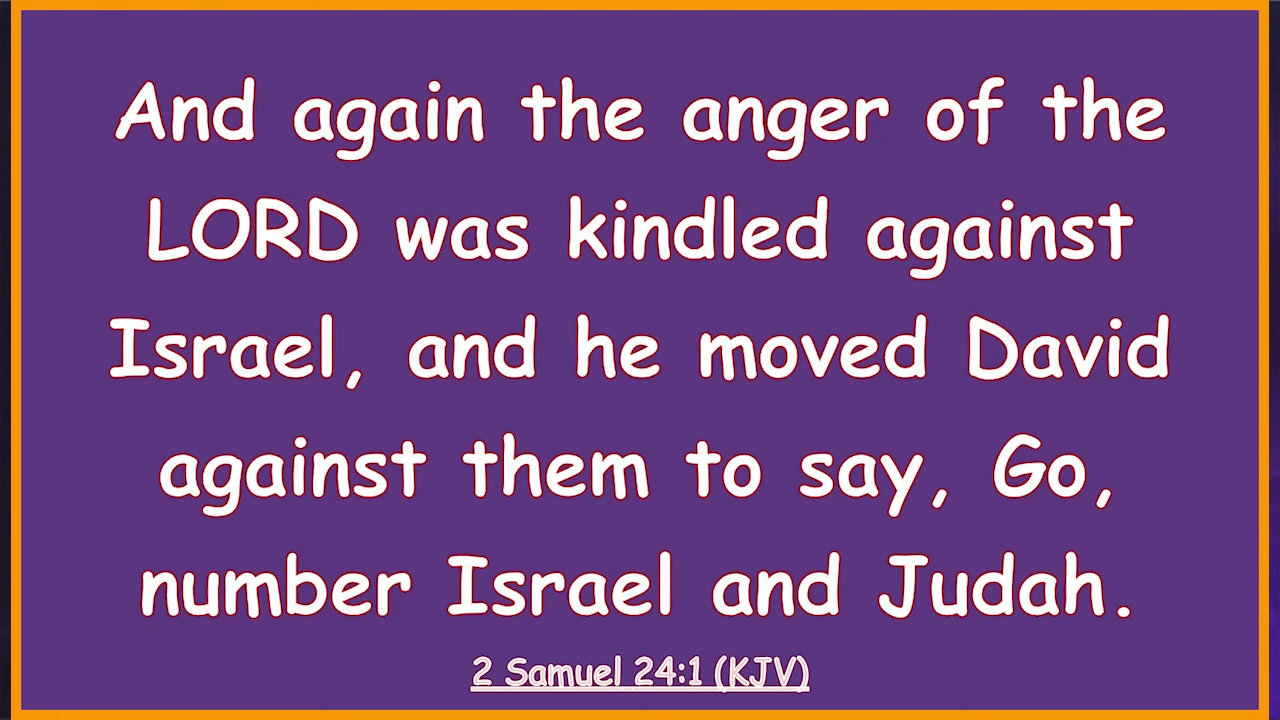 And again the anger of the
LORD was kindled against
Israel, and he moved David
against them to say, Go,
number Israel and Judah.
2 Samuel 24:1 (KJV)